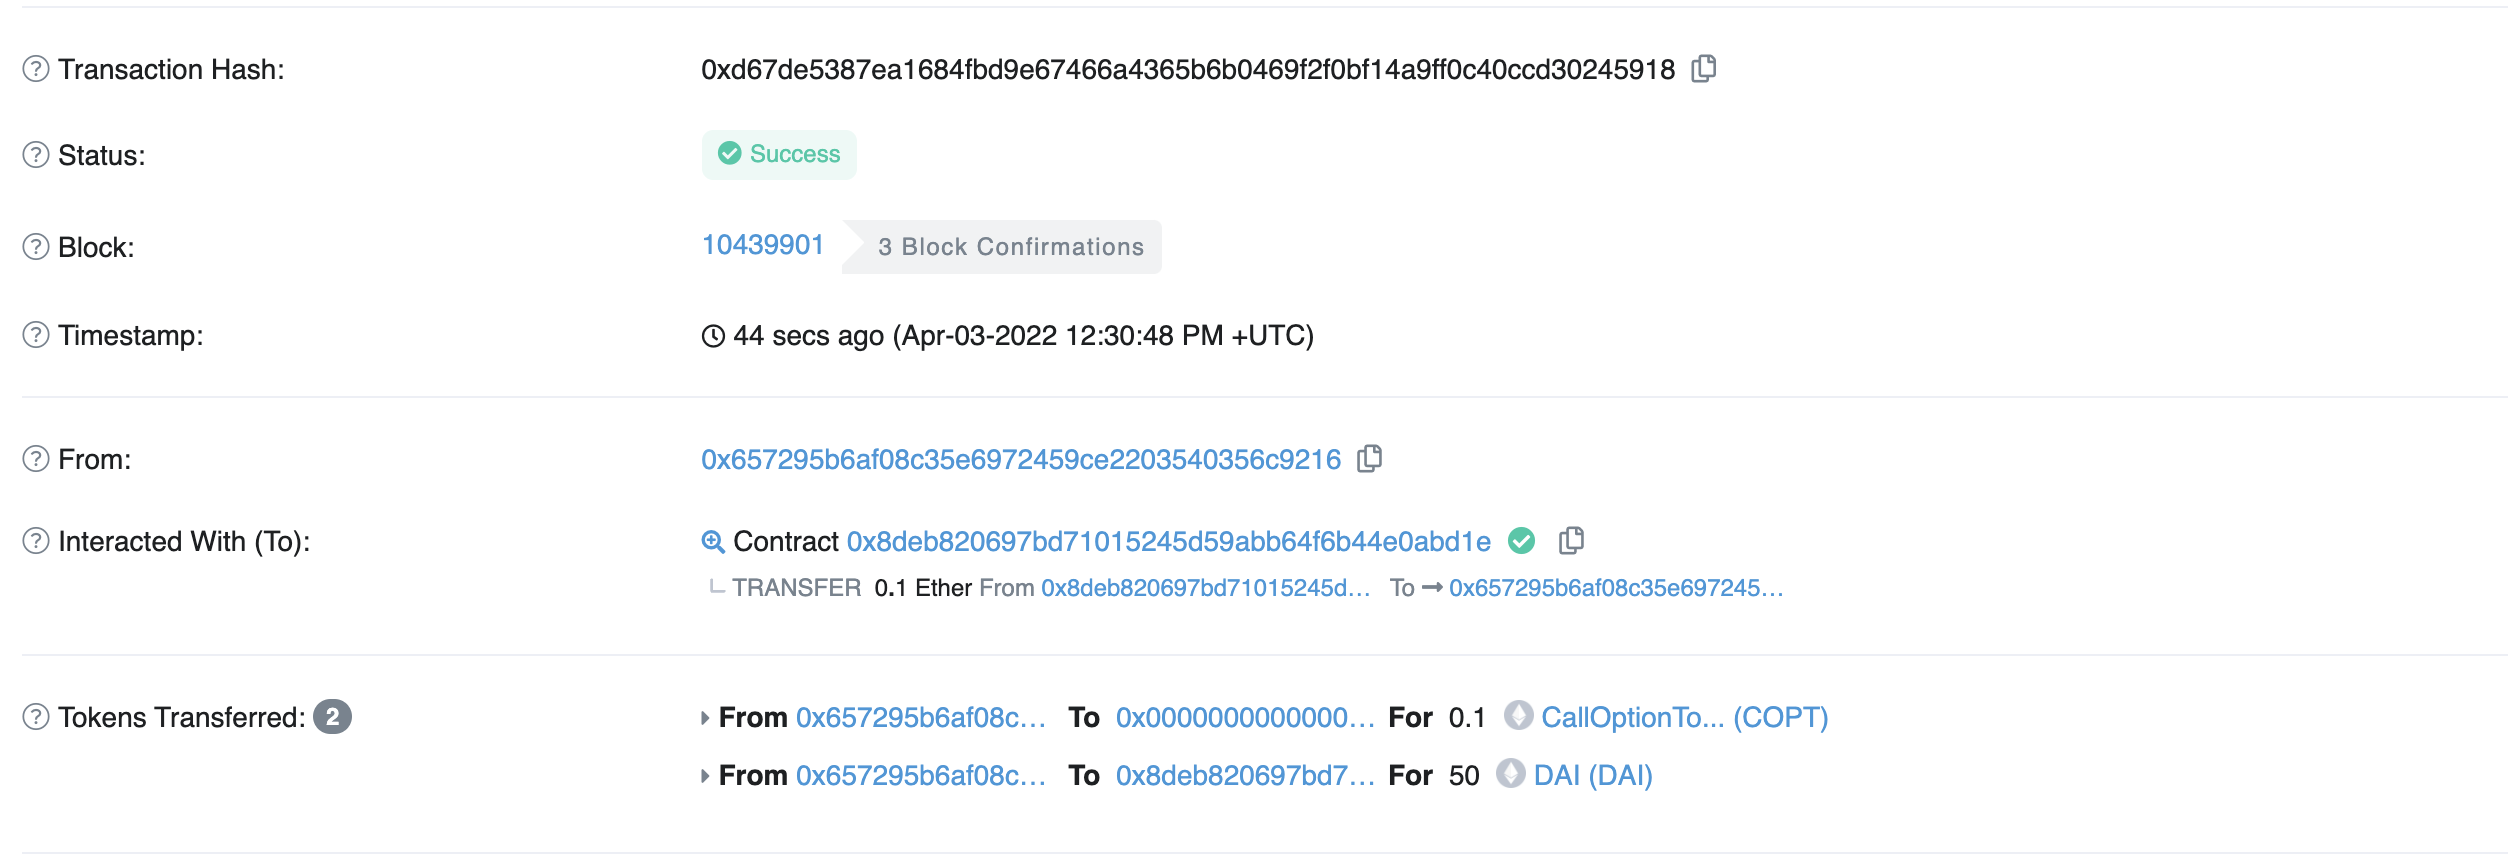 Transaction Hash: 0xd67de5387ea1684fbd9e67466a4365b6b0469f2f0bf14a9ff0c40ccd30245918
Status: Success
Block: 10439901 3 Block Confirmations
Timestamp: 44 secs ago (Apr-03-2022 12:30:48 PM +UTC)
From: 0x657295b6af08c35e6972459ce2203540356c9216
Interacted With (To): Contract 0x8deb820697bd71015245d59abb64f6b44e0abd1e
TRANSFER 0.1 Ether From 0x8deb820697bd71015245d... To → 0x657295b6af08c35e697245...
Tokens Transferred: 2 From 0x657295b6af08c... To 0x0000000000000... For 0.1 CallOptionTo... (COPT)
From 0x657295b6af08c... To 0x8deb820697bd7... For 50 DAI (DAI)